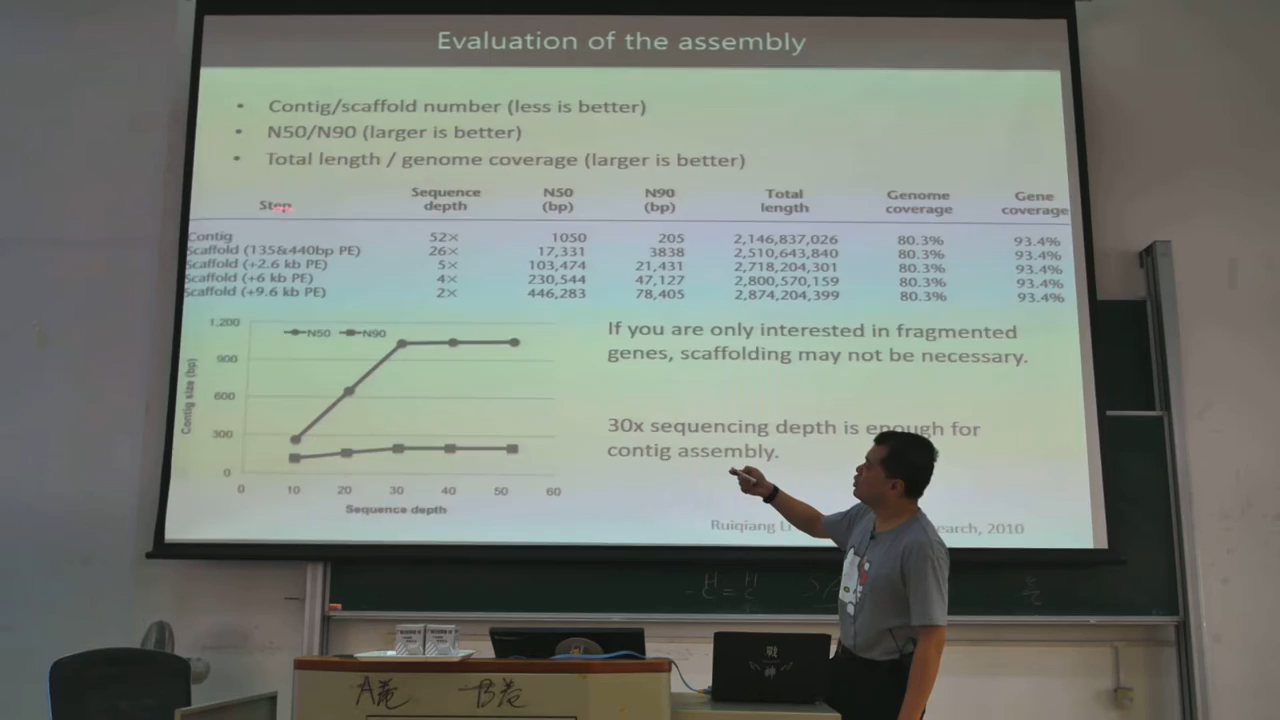 Evaluation of the assembly
• Contig/scaffold number (less is better)
• N50/N90 (larger is better)
• Total length / genome coverage (larger is better)
Step Sequence depth N50 (bp) N90 (bp) Total length Genome coverage Gene coverage
Contig 52× 1050 205 2,146,837,026 80.3% 93.4%
Scaffold (135&440bp PE) 26× 17,331 3838 2,510,643,840 80.3% 93.4%
Scaffold (+2.6 kb PE) 5× 103,474 21,431 2,718,204,301 80.3% 93.4%
Scaffold (+6 kb PE) 4× 230,544 47,127 2,800,570,159 80.3% 93.4%
Scaffold (+9.6 kb PE) 2× 446,283 78,405 2,874,204,399 80.3% 93.4%
N50 N90
1,200
900
600
300
0
Contig size (bp)
0 10 20 30 40 50 60
Sequence depth
If you are only interested in fragmented
genes, scaffolding may not be necessary.
30x sequencing depth is enough for
contig assembly.
Ruiqiang Li earch, 2010
H H
C = C
戰
神
A卷 B卷